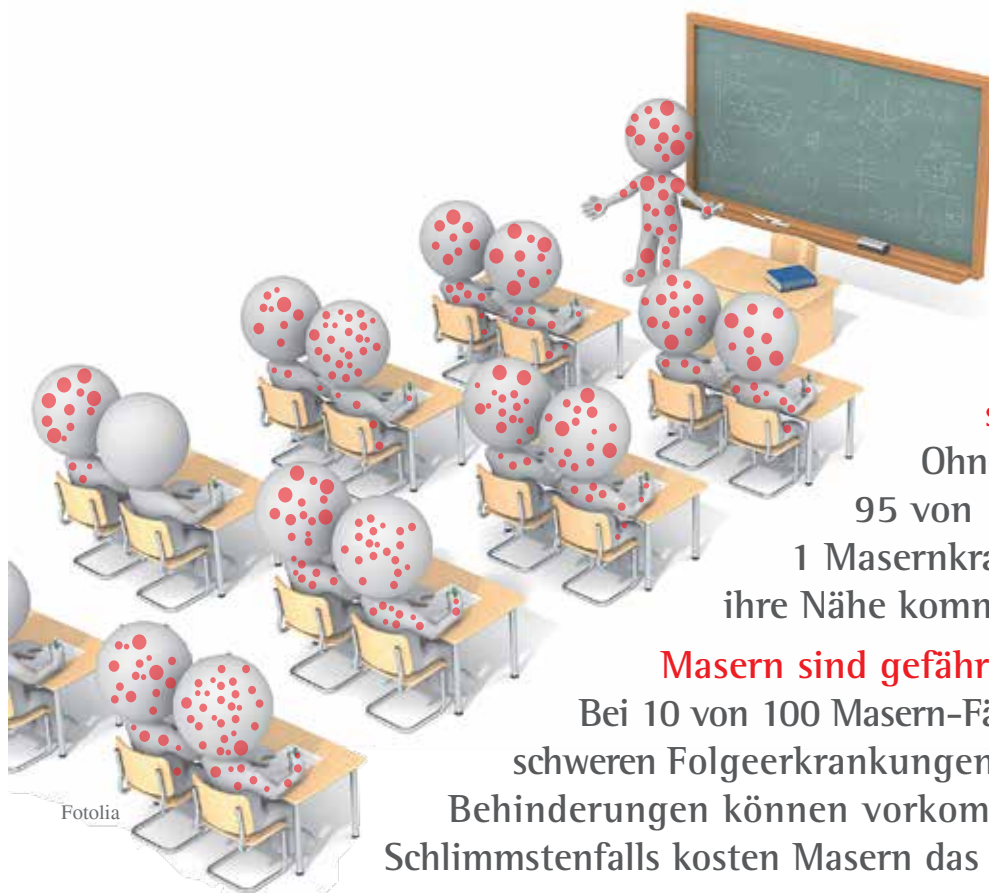 Ohn
95 von
1 Masernkra
ihre Nähe komm
Masern sind gefähr
Bei 10 von 100 Masern-Fä
schweren Folgeerkrankungen
Behinderungen können vorkom
Schlimmstenfalls kosten Masern das
Fotolia